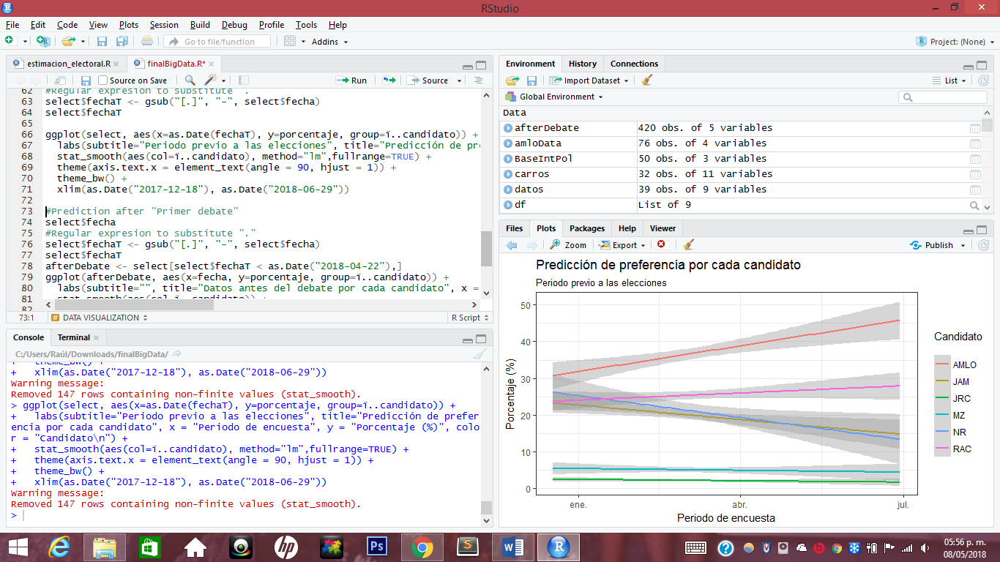 RStudio
File Edit Code View Plots Session Build Debug Profile Tools Help
Go to file/function Addins Project: (None)
estimacion_electoral.R finalBigData.R*
Source on Save Run Source
62 #Regular expresion to substitute "."
63 select$fechaT <- gsub("[.]", "-", select$fecha)
64 select$fechaT
65
66 ggplot(select, aes(x=as.Date(fechaT), y=porcentaje, group=ï..candidato)) +
67 labs(subtitle="Periodo previo a las elecciones", title="Predicción de pre
68 stat_smooth(aes(col=ï..candidato), method="lm",fullrange=TRUE) +
69 theme(axis.text.x = element_text(angle = 90, hjust = 1)) +
70 theme_bw() +
71 xlim(as.Date("2017-12-18"), as.Date("2018-06-29"))
72
73 #Prediction after "Primer debate"
74 select$fecha
75 #Regular expresion to substitute "."
76 select$fechaT <- gsub("[.]", "-", select$fecha)
77 select$fechaT
78 afterDebate <- select[select$fechaT < as.Date("2018-04-22"),]
79 ggplot(afterDebate, aes(x=fecha, y=porcentaje, group=ï..candidato)) +
80 labs(subtitle="", title="Datos antes del debate por cada candidato", x =
81 stat_smooth(aes(col=ï..candidato)) +
82
73:1 # DATA VISUALIZATION R Script
Console Terminal
C:/Users/Raúl/Downloads/finalBigData/
+ theme_bw() +
+ xlim(as.Date("2017-12-18"), as.Date("2018-06-29"))
Warning message:
Removed 147 rows containing non-finite values (stat_smooth).
> ggplot(select, aes(x=as.Date(fechaT), y=porcentaje, group=ï..candidato)) +
+ labs(subtitle="Periodo previo a las elecciones", title="Predicción de prefer
encia por cada candidato", x = "Periodo de encuesta", y = "Porcentaje (%)", colo
r = "Candidato\n") +
+ stat_smooth(aes(col=ï..candidato), method="lm",fullrange=TRUE) +
+ theme(axis.text.x = element_text(angle = 90, hjust = 1)) +
+ theme_bw() +
+ xlim(as.Date("2017-12-18"), as.Date("2018-06-29"))
Warning message:
Removed 147 rows containing non-finite values (stat_smooth).
>
Environment History Connections
Import Dataset List
Global Environment
Data
afterDebate 420 obs. of 5 variables
amloData 76 obs. of 4 variables
BaseIntPol 50 obs. of 3 variables
carros 32 obs. of 11 variables
datos 39 obs. of 9 variables
df List of 9
Files Plots Packages Help Viewer
Zoom Export Publish
Predicción de preferencia por cada candidato
Periodo previo a las elecciones
Porcentaje (%)
50
40
30
20
10
0
ene. abr. jul.
Periodo de encuesta
Candidato
AMLO
JAM
JRC
MZ
NR
RAC
05:56 p. m.
08/05/2018